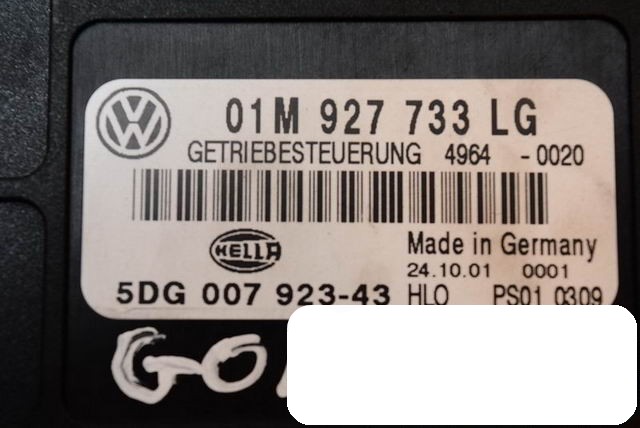 01M 927 733 LG
GETRIEBESTEUERUNG 4964 -0020
HELLA
Made in Germany
24.10.01 0001
5DG 007 923-43 HLO PS01 0309